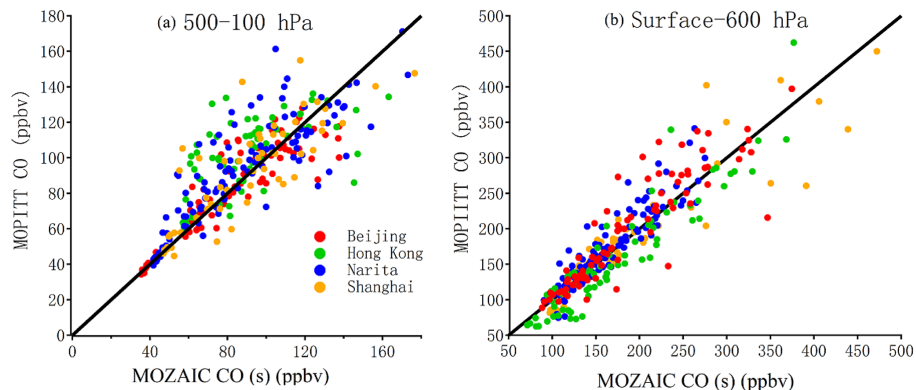 (a) 500-100 hPa
MOPITT CO (ppbv)
180
160
140
120
100
80
60
40
20
0
0 40 80 120 160
MOZAIC CO (s) (ppbv)
Beijing
Hong Kong
Narita
Shanghai
(b) Surface-600 hPa
MOPITT CO (ppbv)
500
450
400
350
300
250
200
150
100
50
50 100 150 200 250 300 350 400 450 500
MOZAIC CO (s) (ppbv)